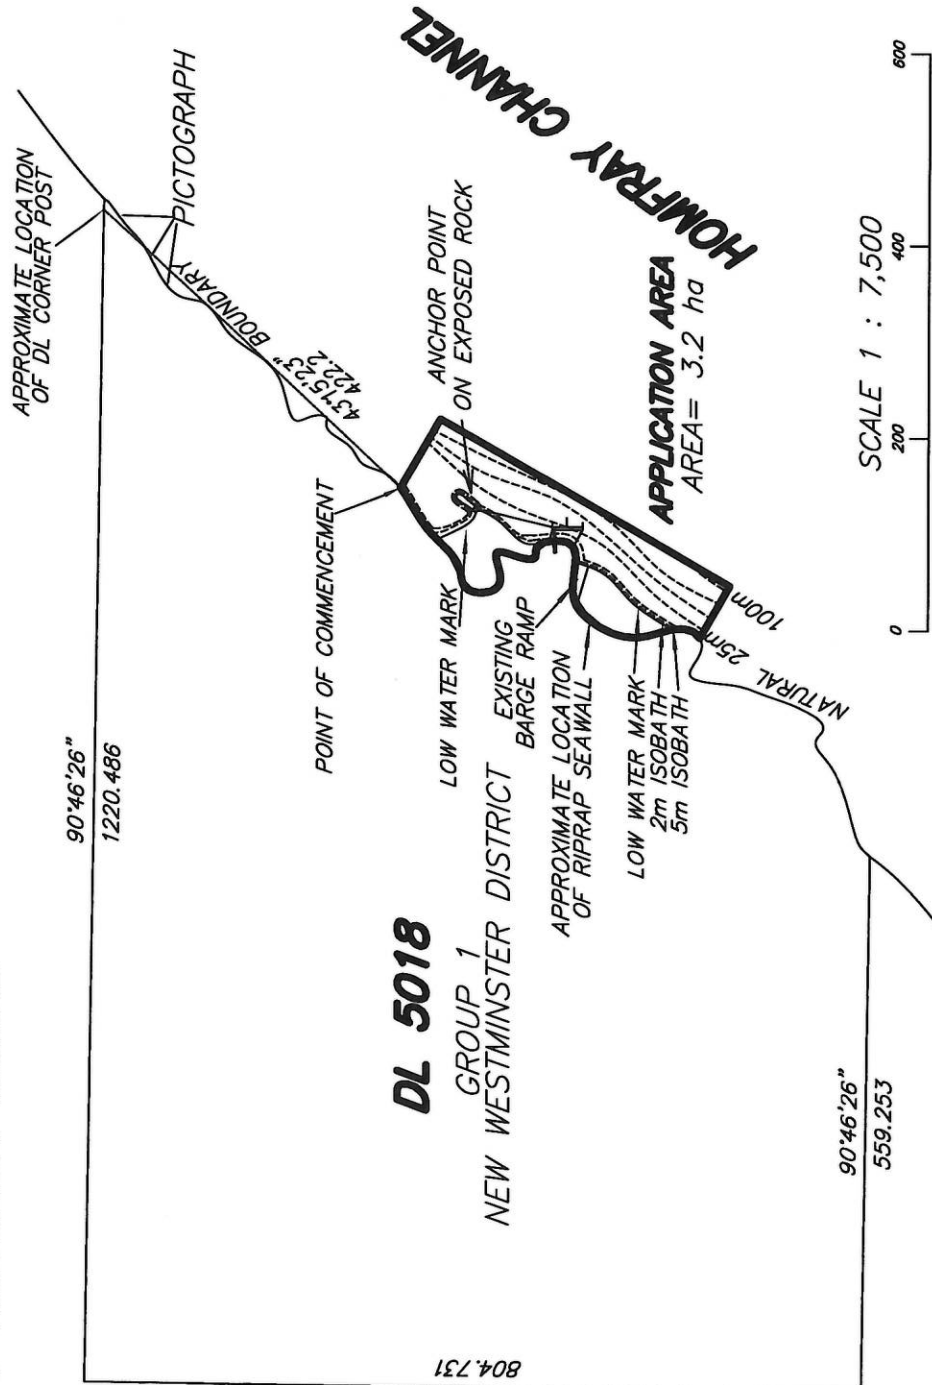 APPROXIMATE LOCATION
OF DL CORNER POST
PICTOGRAPH
HOMFRAY CHANNEL
BOUNDARY
43°15'23"
422.2
ANCHOR POINT
ON EXPOSED ROCK
POINT OF COMMENCEMENT
APPLICATION AREA
AREA= 3.2 ha
LOW WATER MARK
EXISTING
BARGE RAMP
APPROXIMATE LOCATION
OF RIPRAP SEAWALL
LOW WATER MARK
2m ISOBATH
5m ISOBATH
25m
100m
NATURAL
90°46'26"
1220.486
DL 5018
GROUP 1
NEW WESTMINSTER DISTRICT
90°46'26"
559.253
804.731
SCALE 1 : 7,500
0 200 400 600